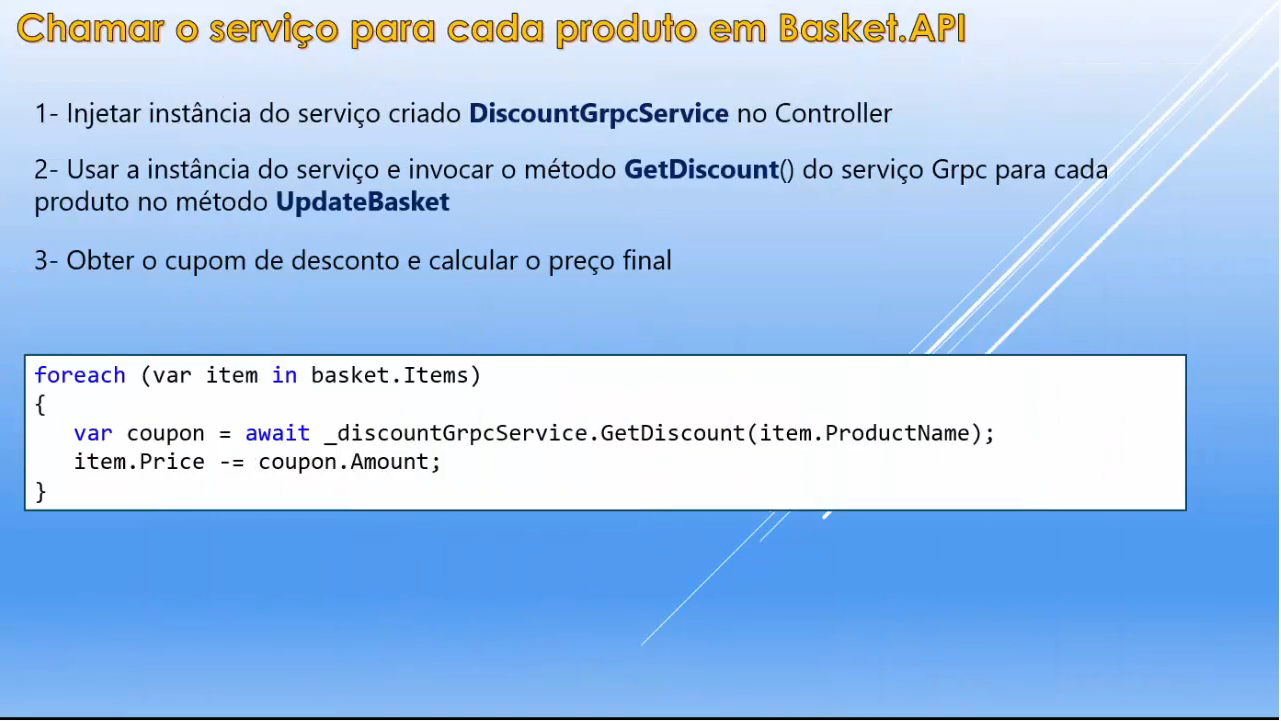 Chamar o serviço para cada produto em Basket.API
1- Injetar instância do serviço criado DiscountGrpcService no Controller
2- Usar a instância do serviço e invocar o método GetDiscount() do serviço Grpc para cada
produto no método UpdateBasket
3- Obter o cupom de desconto e calcular o preço final
foreach (var item in basket.Items)
{
var coupon = await _discountGrpcService.GetDiscount(item.ProductName);
item.Price -= coupon.Amount;
}